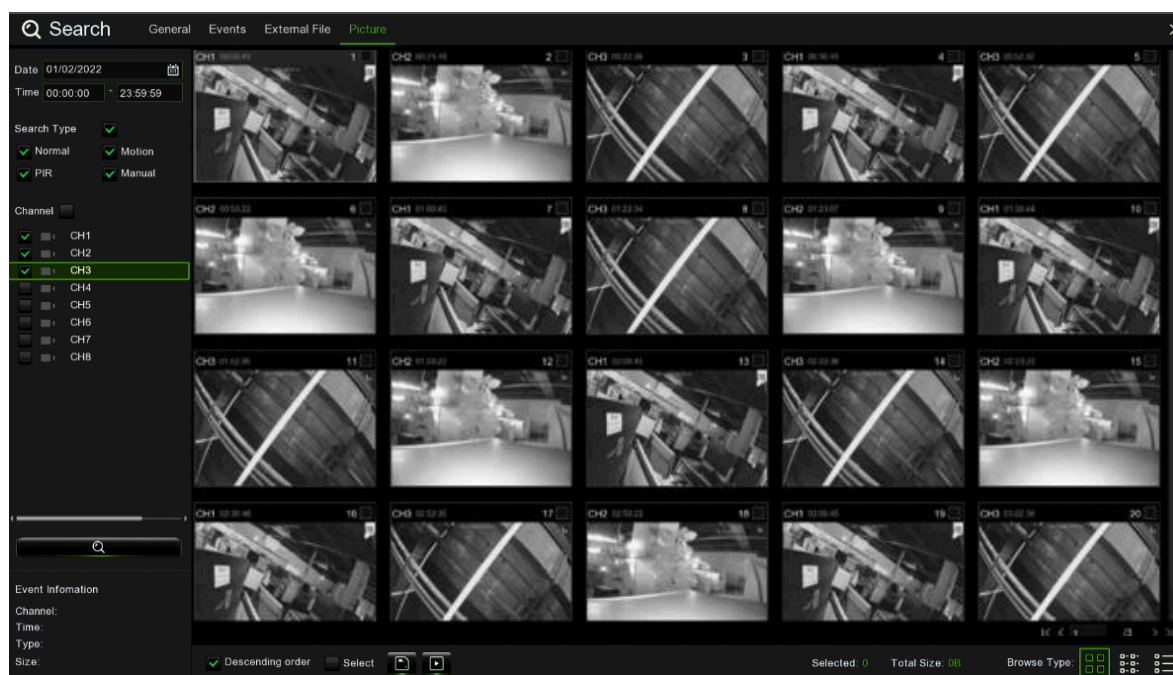 Search General Events External File Picture
Date 01/02/2022
Time 00:00:00 - 23:59:59
Search Type
Normal Motion
PIR Manual
Channel
CH1
CH2
CH3
CH4
CH5
CH6
CH7
CH8
Event Infomation
Channel:
Time:
Type:
Size:
CH1 1 CH2 2 CH3 3 CH1 4 CH3 5
CH2 6 CH1 7 CH3 8 CH2 9 CH1 10
CH3 11 CH2 12 CH1 13 CH3 14 CH2 15
CH1 16 CH3 17 CH2 18 CH1 19 CH3 20
Descending order Select Selected: 0 Total Size: 0B Browse Type: